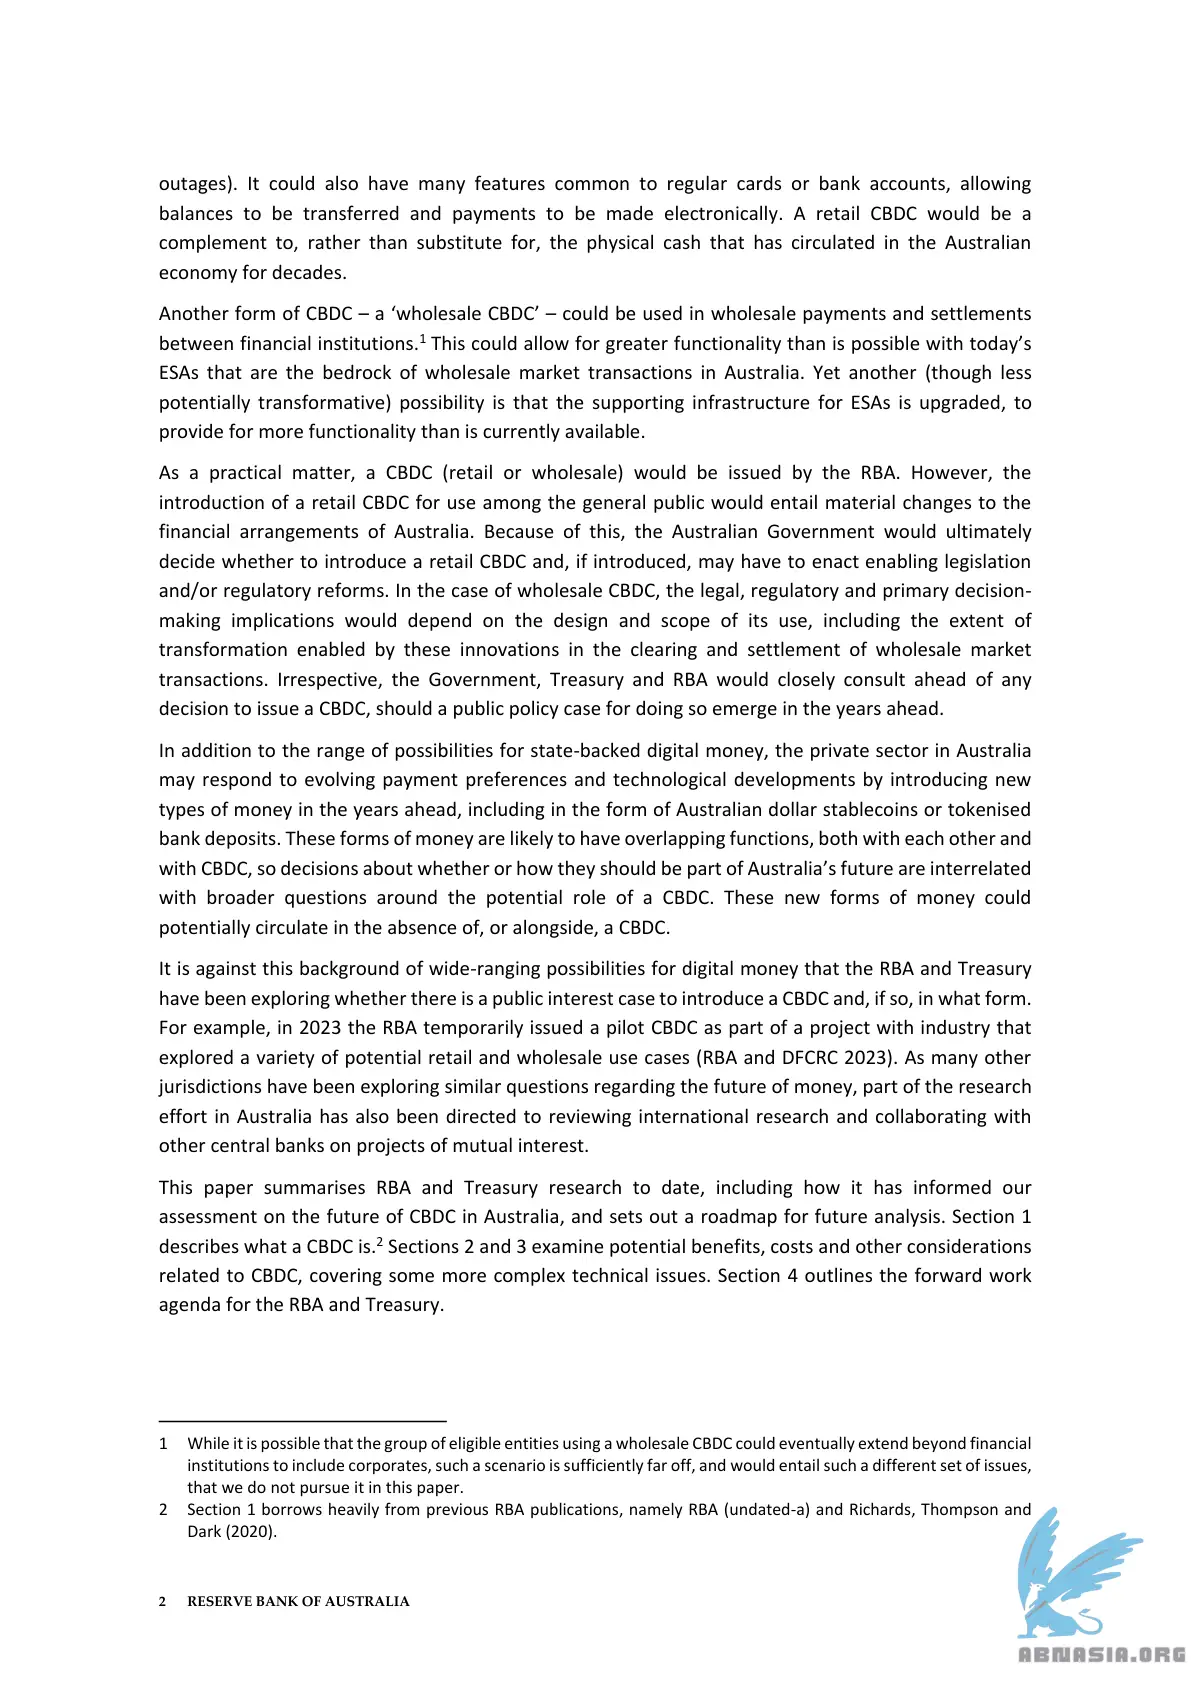 outages). It could also have many features common to regular cards or bank accounts, allowing
balances to be transferred and payments to be made electronically. A retail CBDC would be a
complement to, rather than substitute for, the physical cash that has circulated in the Australian
economy for decades.
Another form of CBDC – a ‘wholesale CBDC’ – could be used in wholesale payments and settlements
between financial institutions.1 This could allow for greater functionality than is possible with today’s
ESAs that are the bedrock of wholesale market transactions in Australia. Yet another (though less
potentially transformative) possibility is that the supporting infrastructure for ESAs is upgraded, to
provide for more functionality than is currently available.
As a practical matter, a CBDC (retail or wholesale) would be issued by the RBA. However, the
introduction of a retail CBDC for use among the general public would entail material changes to the
financial arrangements of Australia. Because of this, the Australian Government would ultimately
decide whether to introduce a retail CBDC and, if introduced, may have to enact enabling legislation
and/or regulatory reforms. In the case of wholesale CBDC, the legal, regulatory and primary decision-
making implications would depend on the design and scope of its use, including the extent of
transformation enabled by these innovations in the clearing and settlement of wholesale market
transactions. Irrespective, the Government, Treasury and RBA would closely consult ahead of any
decision to issue a CBDC, should a public policy case for doing so emerge in the years ahead.
In addition to the range of possibilities for state-backed digital money, the private sector in Australia
may respond to evolving payment preferences and technological developments by introducing new
types of money in the years ahead, including in the form of Australian dollar stablecoins or tokenised
bank deposits. These forms of money are likely to have overlapping functions, both with each other and
with CBDC, so decisions about whether or how they should be part of Australia’s future are interrelated
with broader questions around the potential role of a CBDC. These new forms of money could
potentially circulate in the absence of, or alongside, a CBDC.
It is against this background of wide-ranging possibilities for digital money that the RBA and Treasury
have been exploring whether there is a public interest case to introduce a CBDC and, if so, in what form.
For example, in 2023 the RBA temporarily issued a pilot CBDC as part of a project with industry that
explored a variety of potential retail and wholesale use cases (RBA and DFCRC 2023). As many other
jurisdictions have been exploring similar questions regarding the future of money, part of the research
effort in Australia has also been directed to reviewing international research and collaborating with
other central banks on projects of mutual interest.
This paper summarises RBA and Treasury research to date, including how it has informed our
assessment on the future of CBDC in Australia, and sets out a roadmap for future analysis. Section 1
describes what a CBDC is.2 Sections 2 and 3 examine potential benefits, costs and other considerations
related to CBDC, covering some more complex technical issues. Section 4 outlines the forward work
agenda for the RBA and Treasury.
1 While it is possible that the group of eligible entities using a wholesale CBDC could eventually extend beyond financial
institutions to include corporates, such a scenario is sufficiently far off, and would entail such a different set of issues,
that we do not pursue it in this paper.
2 Section 1 borrows heavily from previous RBA publications, namely RBA (undated-a) and Richards, Thompson and
Dark (2020).
2 RESERVE BANK OF AUSTRALIA
ABNASIA.ORG